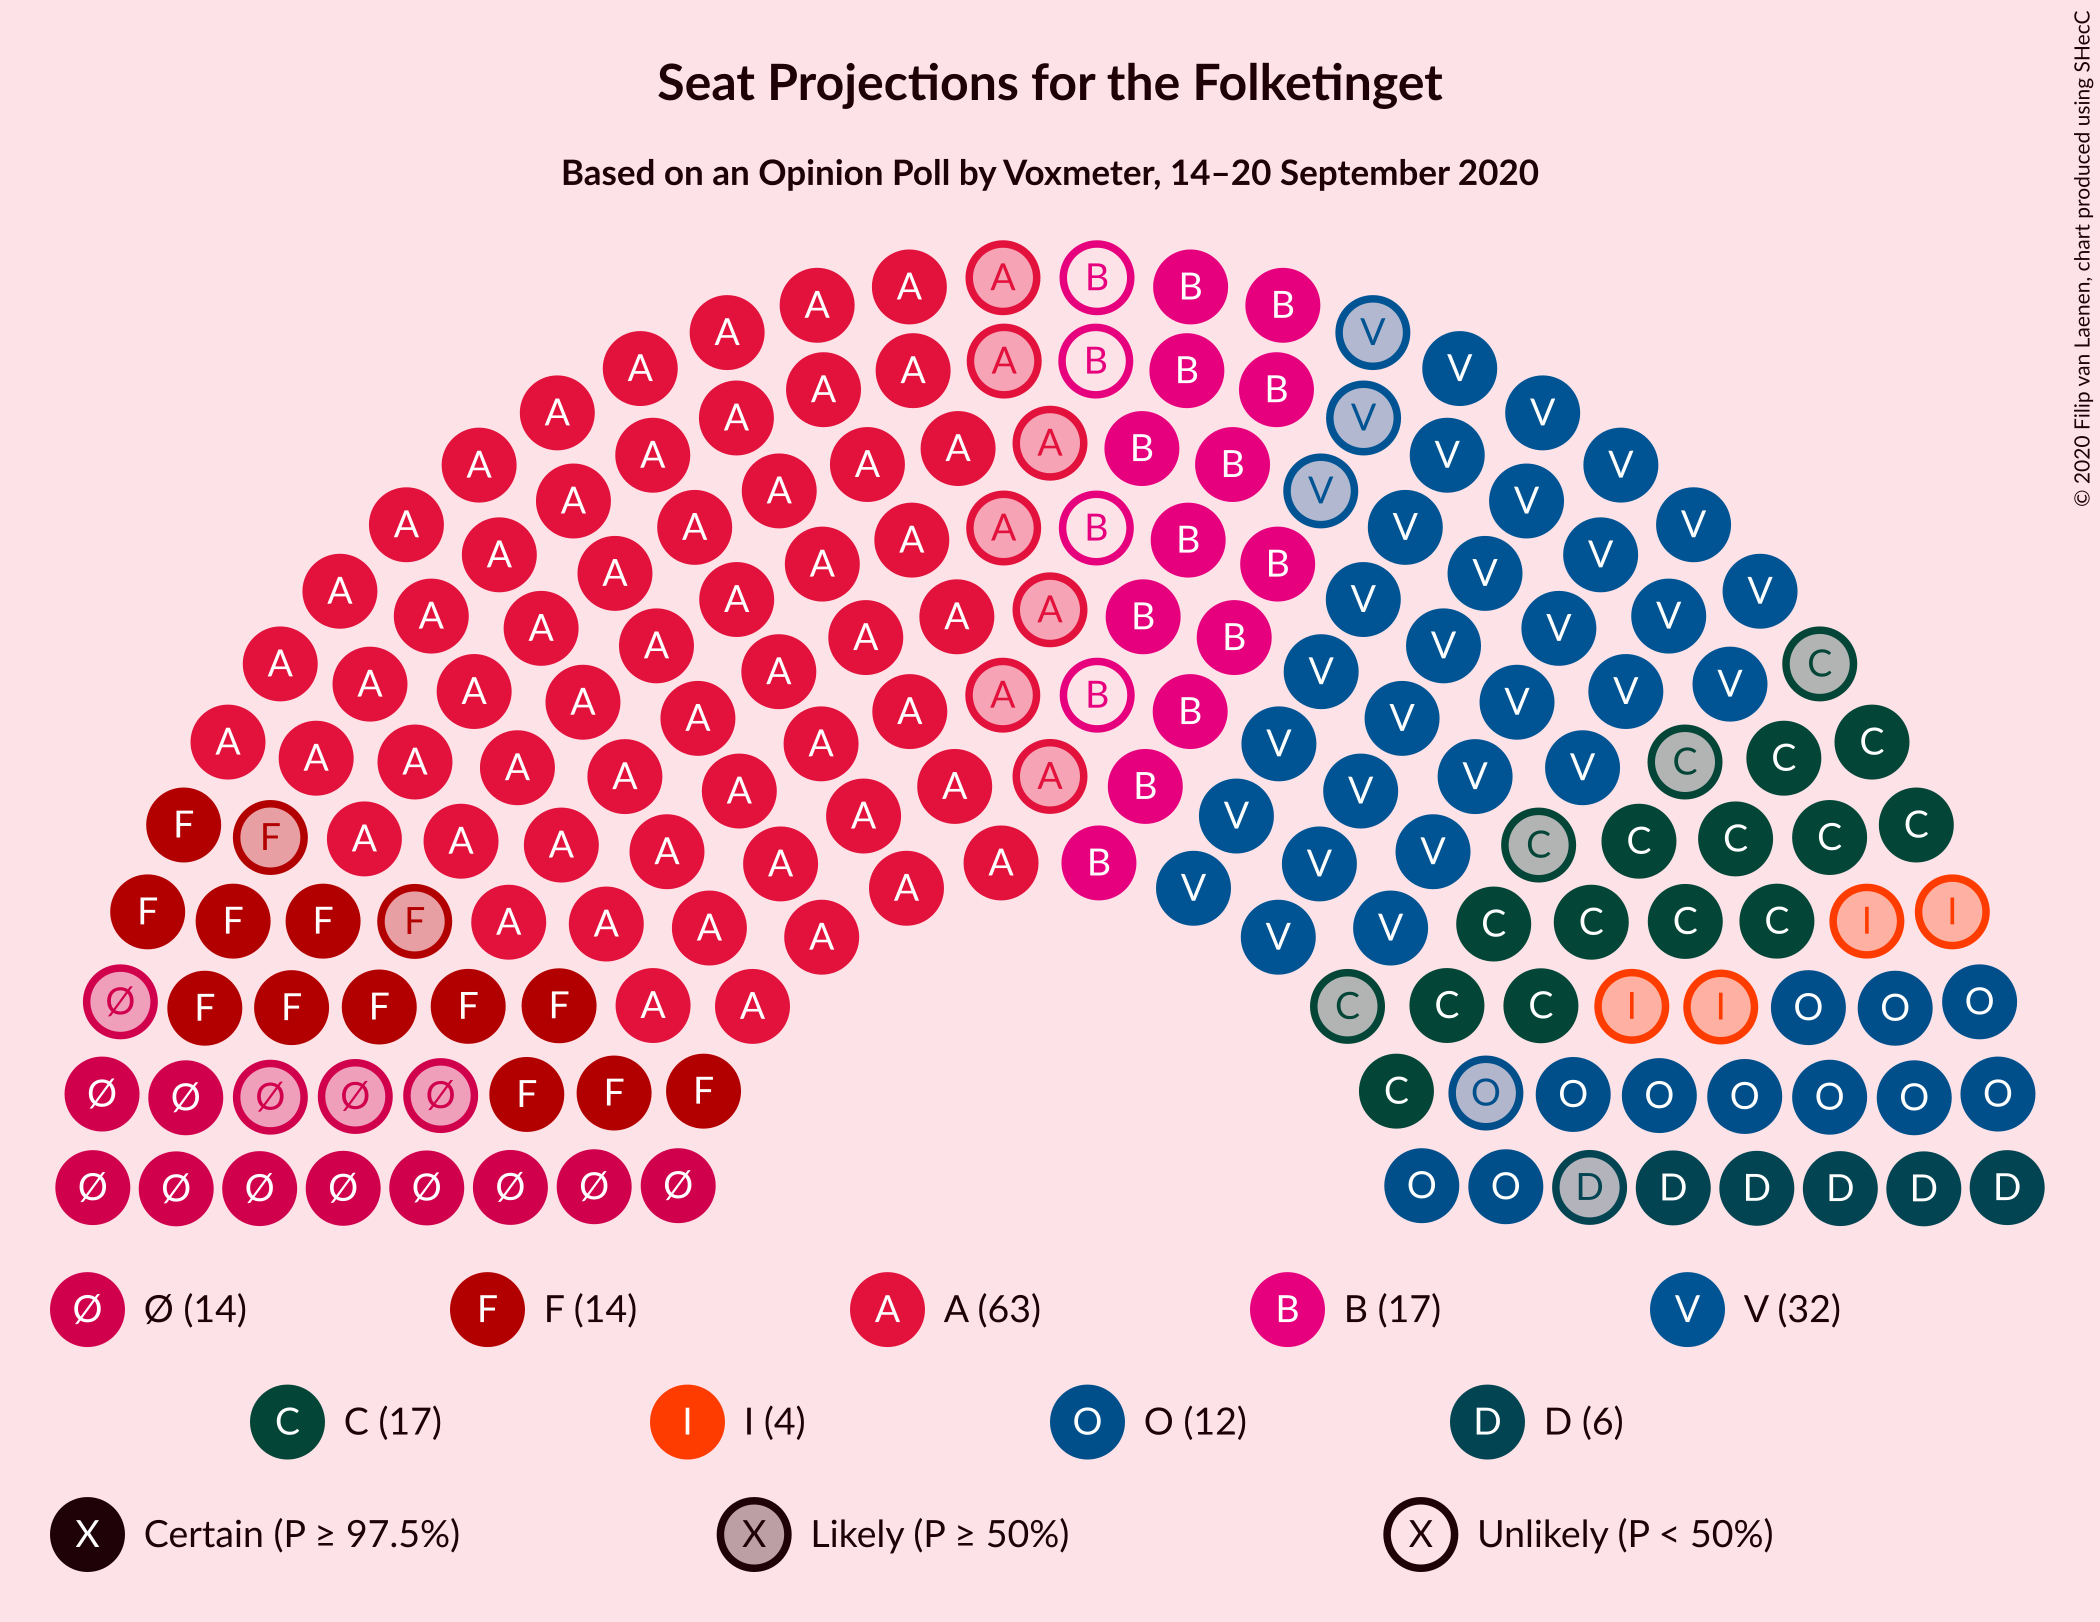 Seat Projections for the Folketinget
Based on an Opinion Poll by Voxmeter, 14–20 September 2020
© 2020 Filip van Laenen, chart produced using SHecC
A A B B
A A A B B V
A A A B B V V
A A A A B V V
A A A A A B B V V V
A A A A A B B V V V
A A A A A A B B V V V V
A A A A A A B B V V V V
A A A A A A B B V V V V
A A A A A A V V V V V C
A A A A A A B B V V V V V
A A A A A A V V V V C C C
A A A A A B V V V
F F A A A A A A A A B V V V C C C C C
F F F F A A A A A V V V C C C C I I
Ø F F F F F A A C C C I I O O O
Ø Ø Ø Ø Ø F F F C O O O O O O O
Ø Ø Ø Ø Ø Ø Ø Ø O O D D D D D D
Ø Ø (14) F F (14) A A (63) B B (17) V V (32)
C C (17) I I (4) O O (12) D D (6)
X Certain (P ≥ 97.5%) X Likely (P ≥ 50%) X Unlikely (P < 50%)